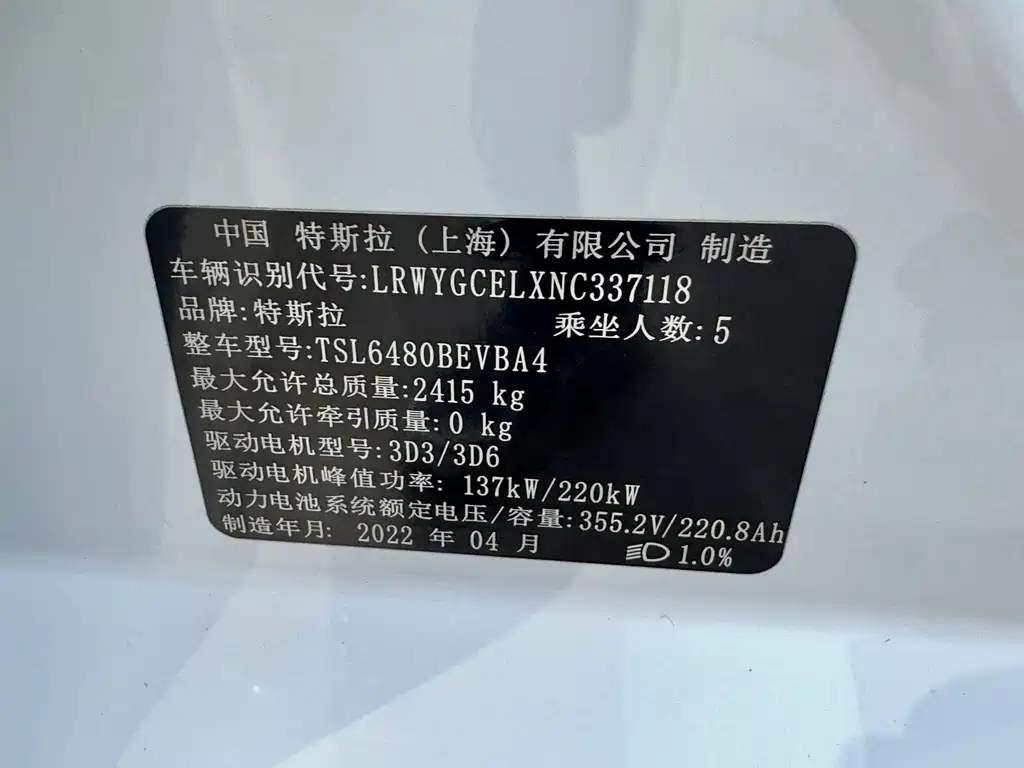 中国 特斯拉 (上海) 有限公司 制造
车辆识别代号:LRWYGCELXNC337118
品牌:特斯拉 乘坐人数:5
整车型号:TSL6480BEVBA4
最大允许总质量:2415 kg
最大允许牵引质量:0 kg
驱动电机型号:3D3/3D6
驱动电机峰值功率: 137kW/220kW
动力电池系统额定电压/容量:355.2V/220.8Ah
制造年月: 2022 年 04 月 1.0%